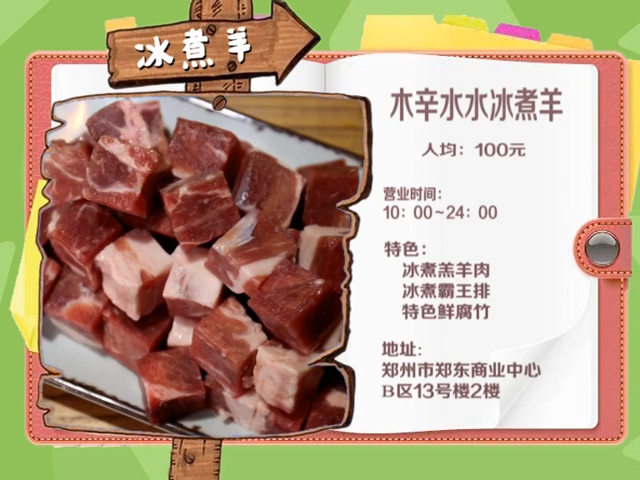 冰煮羊
木辛水水冰煮羊
人均：100元
营业时间：
10：00~24：00
特色：
冰煮羔羊肉
冰煮霸王排
特色鲜腐竹
地址：
郑州市郑东商业中心
B区13号楼2楼